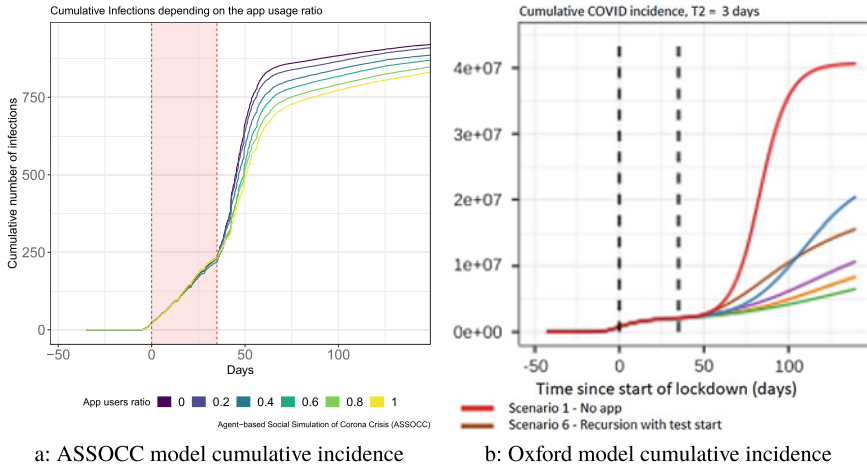 Cumulative Infections depending on the app usage ratio
Cumulative number of infections
750
500
250
0
−50
0
50
100
Days
App users ratio 0 0.2 0.4 0.6 0.8 1
Agent−based Social Simulation of Corona Crisis (ASSOCC)
a: ASSOCC model cumulative incidence
Cumulative COVID incidence, T2 = 3 days
4e+07
3e+07
2e+07
1e+07
0e+00
-50
0
50
100
Time since start of lockdown (days)
Scenario 1 - No app
Scenario 6 - Recursion with test start
b: Oxford model cumulative incidence